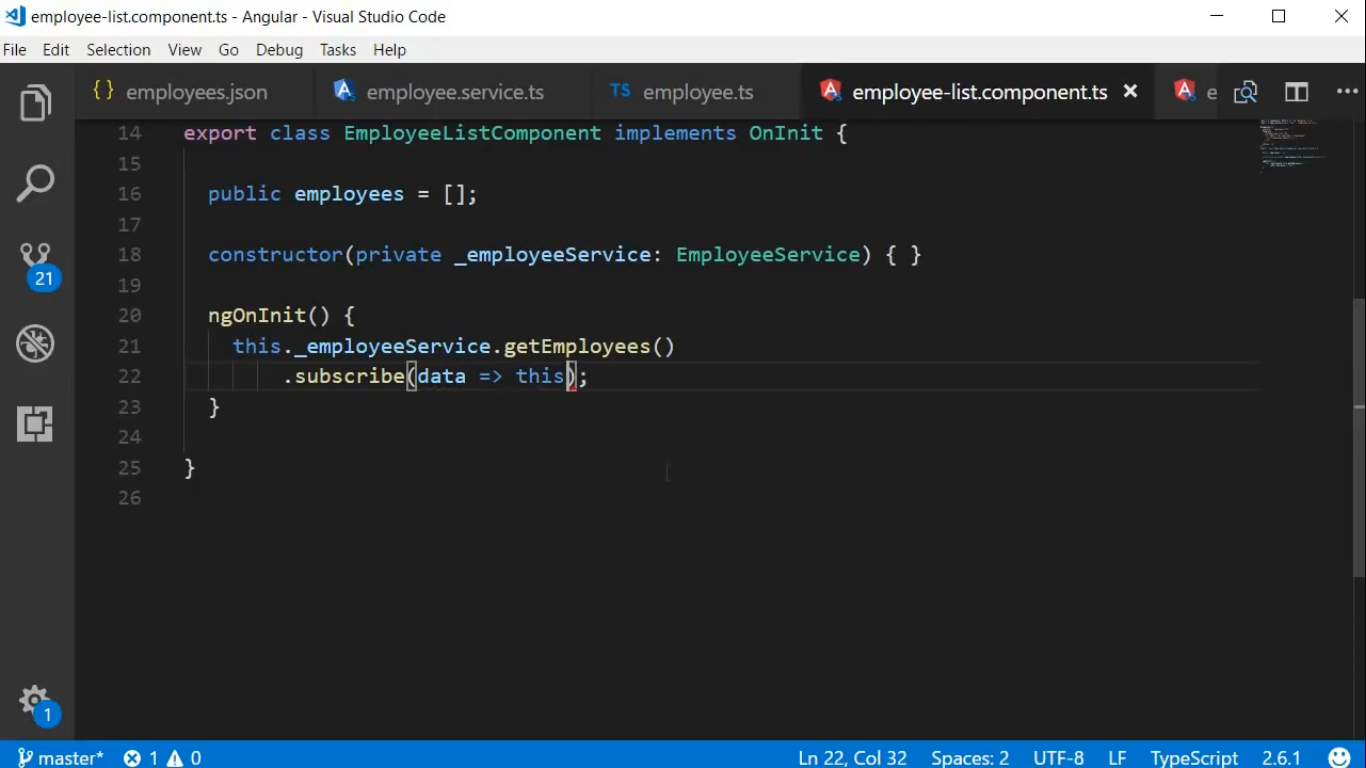 employee-list.component.ts - Angular - Visual Studio Code
File Edit Selection View Go Debug Tasks Help
{} employees.json employee.service.ts TS employee.ts employee-list.component.ts e
14 export class EmployeeListComponent implements OnInit {
15
16 public employees = [];
17
18 constructor(private _employeeService: EmployeeService) { }
19
20 ngOnInit() {
21 this._employeeService.getEmployees()
22 .subscribe(data => this);
23 }
24
25 }
26
21
1
master* 1 0 Ln 22, Col 32 Spaces: 2 UTF-8 LF TypeScript 2.6.1